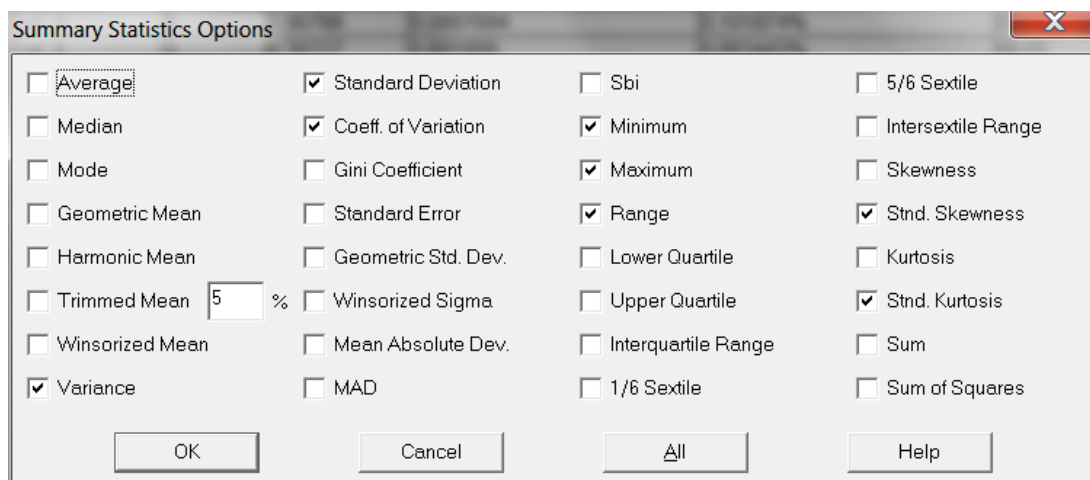 Summary Statistics Options
Average
Standard Deviation
Sbi
5/6 Sextile
Median
Coeff. of Variation
Minimum
Intersextile Range
Mode
Gini Coefficient
Maximum
Skewness
Geometric Mean
Standard Error
Range
Stnd. Skewness
Harmonic Mean
Geometric Std. Dev.
Lower Quartile
Kurtosis
Trimmed Mean 5 %
Winsorized Sigma
Upper Quartile
Stnd. Kurtosis
Winsorized Mean
Mean Absolute Dev.
Interquartile Range
Sum
Variance
MAD
1/6 Sextile
Sum of Squares
OK
Cancel
All
Help